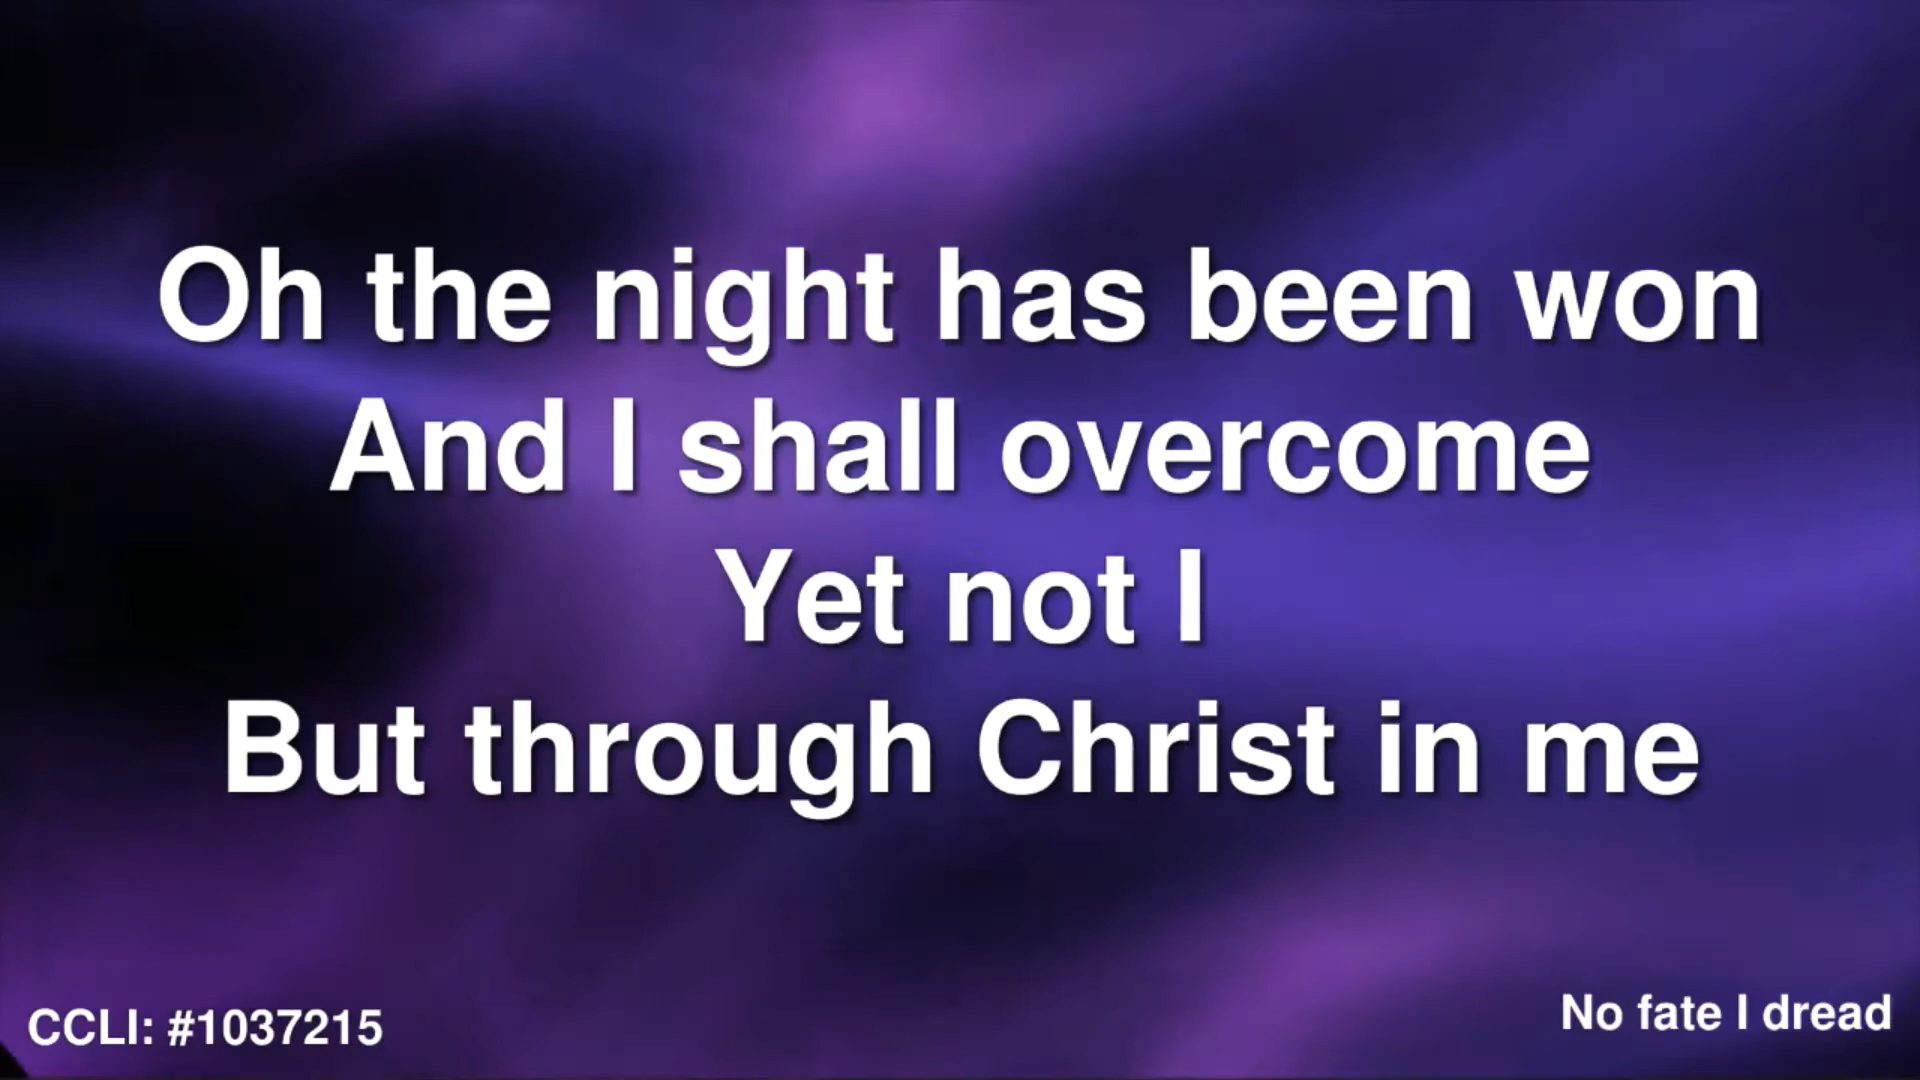 Oh the night has been won
And I shall overcome
Yet not I
But through Christ in me
CCLI: #1037215
No fate I dread